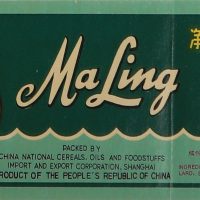 Ma Ling
PACKED BY
CHINA NATIONAL CEREALS, OILS AND FOODSTUFFS
IMPORT AND EXPORT CORPORATION, SHANGHAI
PRODUCT OF THE PEOPLE'S REPUBLIC OF CHINA
LARD,